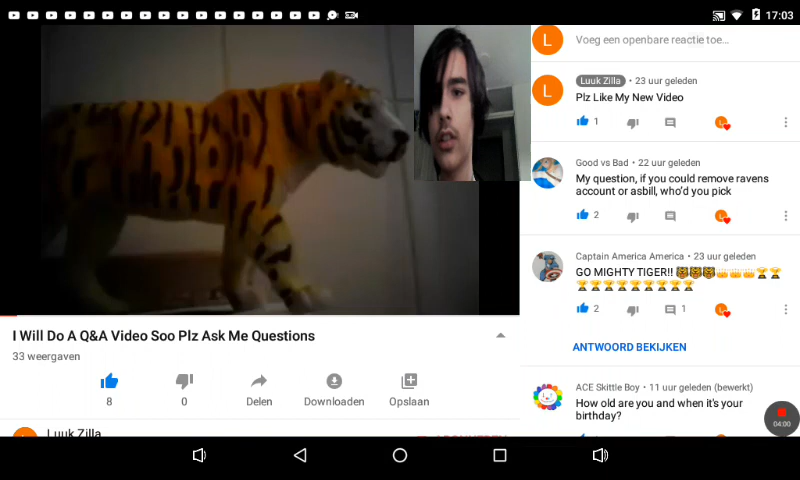 17:03
Voeg een openbare reactie toe...
Luuk Zilla • 23 uur geleden
Plz Like My New Video
1
Good vs Bad • 22 uur geleden
My question, if you could remove ravens
account or asbill, who'd you pick
2
Captain America America • 23 uur geleden
GO MIGHTY TIGER!! 🐯🐯🐯👑👑👑🏆🏆
🏆🏆🏆🏆🏆🏆🏆🏆🏆🏆
2 1
ANTWOORD BEKIJKEN
ACE Skittle Boy • 11 uur geleden (bewerkt)
How old are you and when it's your
birthday?
I Will Do A Q&A Video Soo Plz Ask Me Questions
33 weergaven
8 0 Delen Downloaden Opslaan
Luuk Zilla
L
L
L
04:00